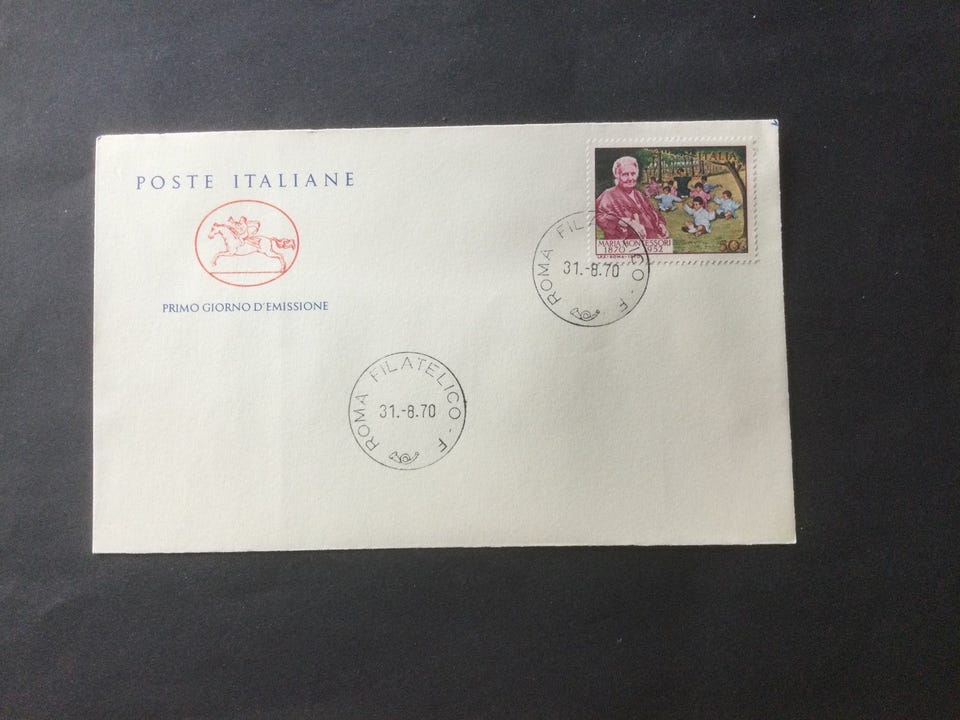 POSTE ITALIANE
PRIMO GIORNO D'EMISSIONE
ITALIA
MARIA MONTESSORI
1870 1952
50
ROMA FILATELICO - F
31.-8.70
ROMA FILATELICO - F
31.-8.70